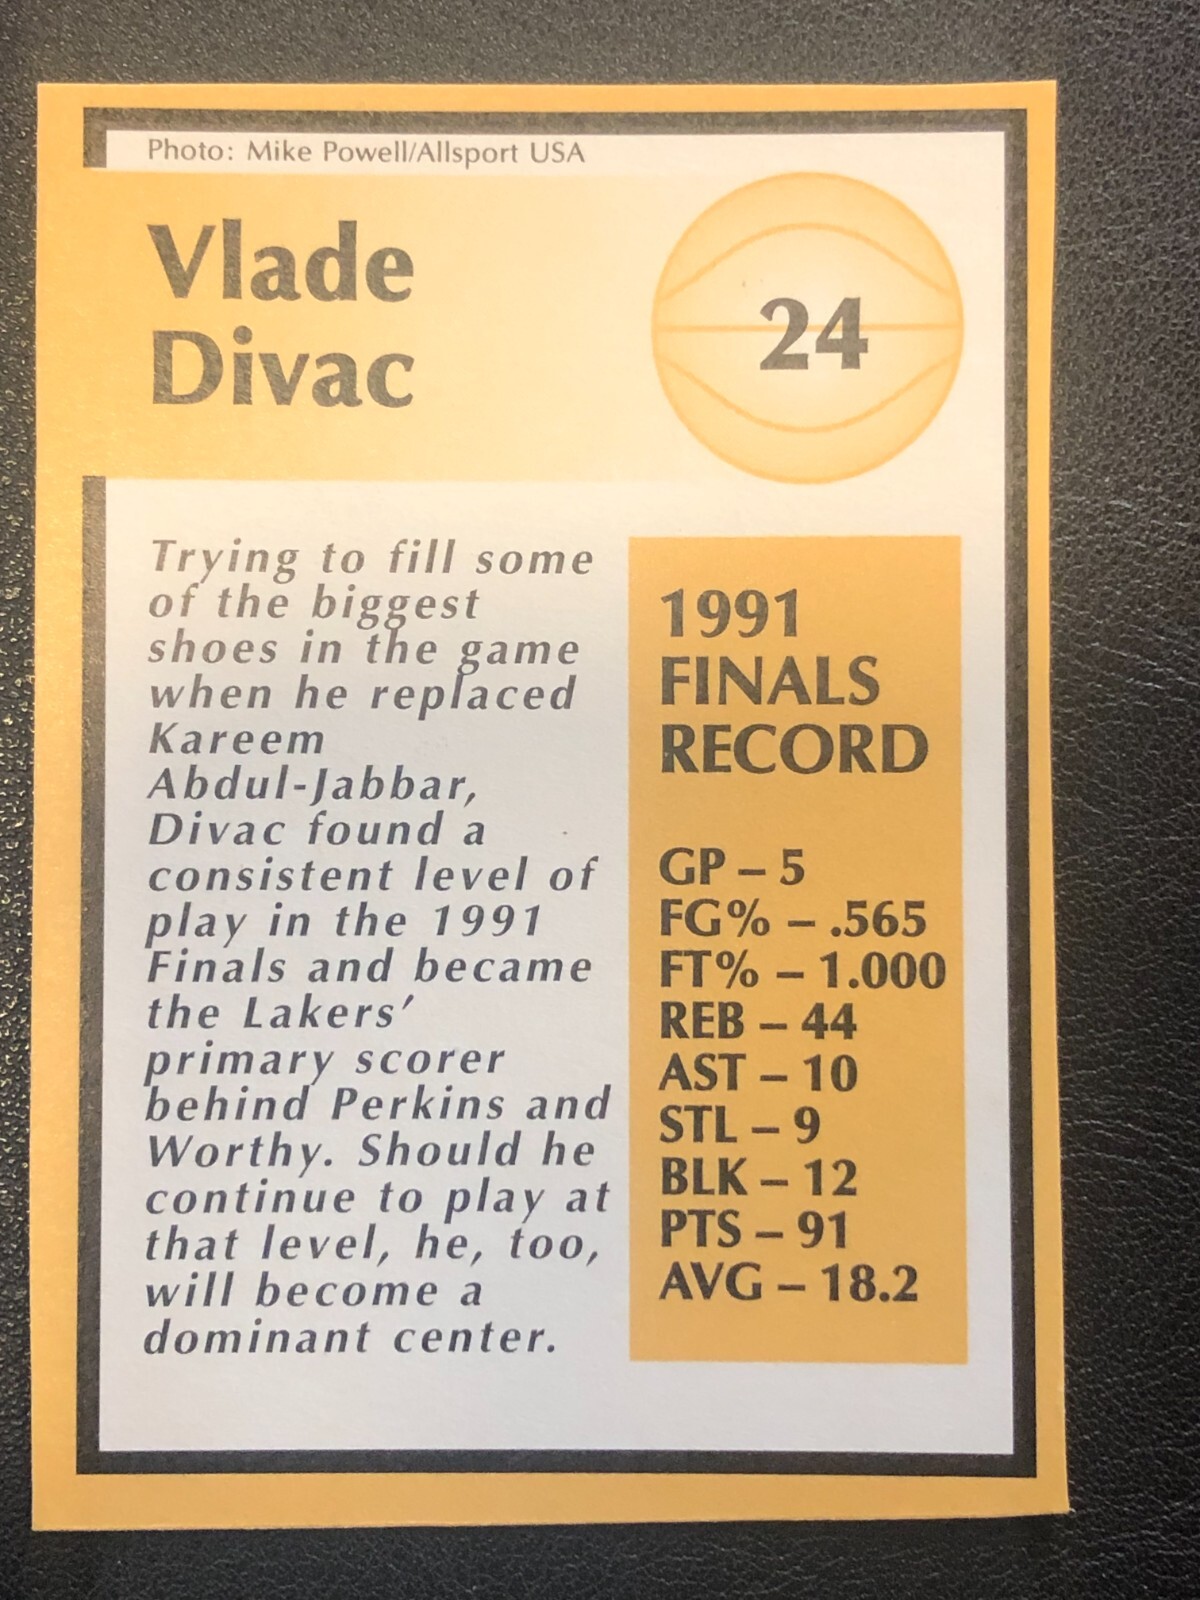 Photo: Mike Powell/Allsport USA
Vlade
Divac
24
Trying to fill some
of the biggest
shoes in the game
when he replaced
Kareem
Abdul-Jabbar,
Divac found a
consistent level of
play in the 1991
Finals and became
the Lakers'
primary scorer
behind Perkins and
Worthy. Should he
continue to play at
that level, he, too,
will become a
dominant center.
1991
FINALS
RECORD
GP – 5
FG% – .565
FT% – 1.000
REB – 44
AST – 10
STL – 9
BLK – 12
PTS – 91
AVG – 18.2